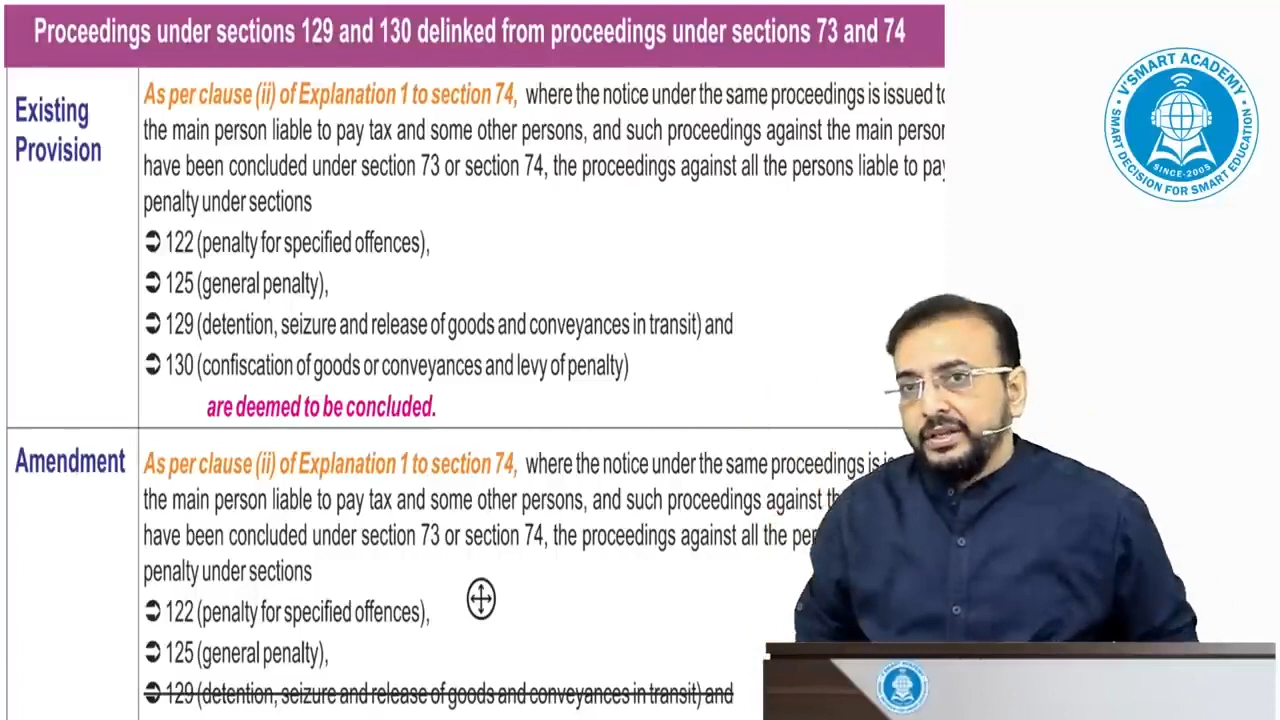 Proceedings under sections 129 and 130 delinked from proceedings under sections 73 and 74
Existing
Provision
As per clause (ii) of Explanation 1 to section 74, where the notice under the same proceedings is issued to
the main person liable to pay tax and some other persons, and such proceedings against the main person
have been concluded under section 73 or section 74, the proceedings against all the persons liable to pay
penalty under sections
➲ 122 (penalty for specified offences),
➲ 125 (general penalty),
➲ 129 (detention, seizure and release of goods and conveyances in transit) and
➲ 130 (confiscation of goods or conveyances and levy of penalty)
are deemed to be concluded.
Amendment
As per clause (ii) of Explanation 1 to section 74, where the notice under the same proceedings is
the main person liable to pay tax and some other persons, and such proceedings against
have been concluded under section 73 or section 74, the proceedings against all the
penalty under sections
➲ 122 (penalty for specified offences),
➲ 125 (general penalty),
➲ 129 (detention, seizure and release of goods and conveyances in transit) and
V'SMART ACADEMY
SMART DECISION FOR SMART EDUCATION
SINCE-2005